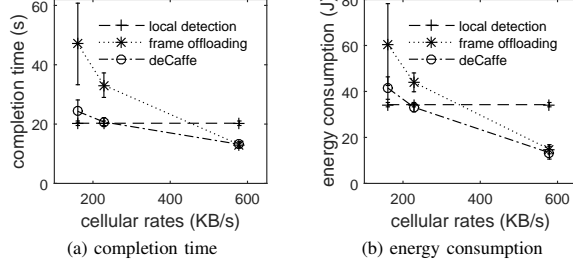 60
40
20
0
completion time (s)
local detection
frame offloading
deCaffe
200 400 600
cellular rates (KB/s)
(a) completion time
80
60
40
20
0
energy consumption (J)
local detection
frame offloading
deCaffe
200 400 600
cellular rates (KB/s)
(b) energy consumption